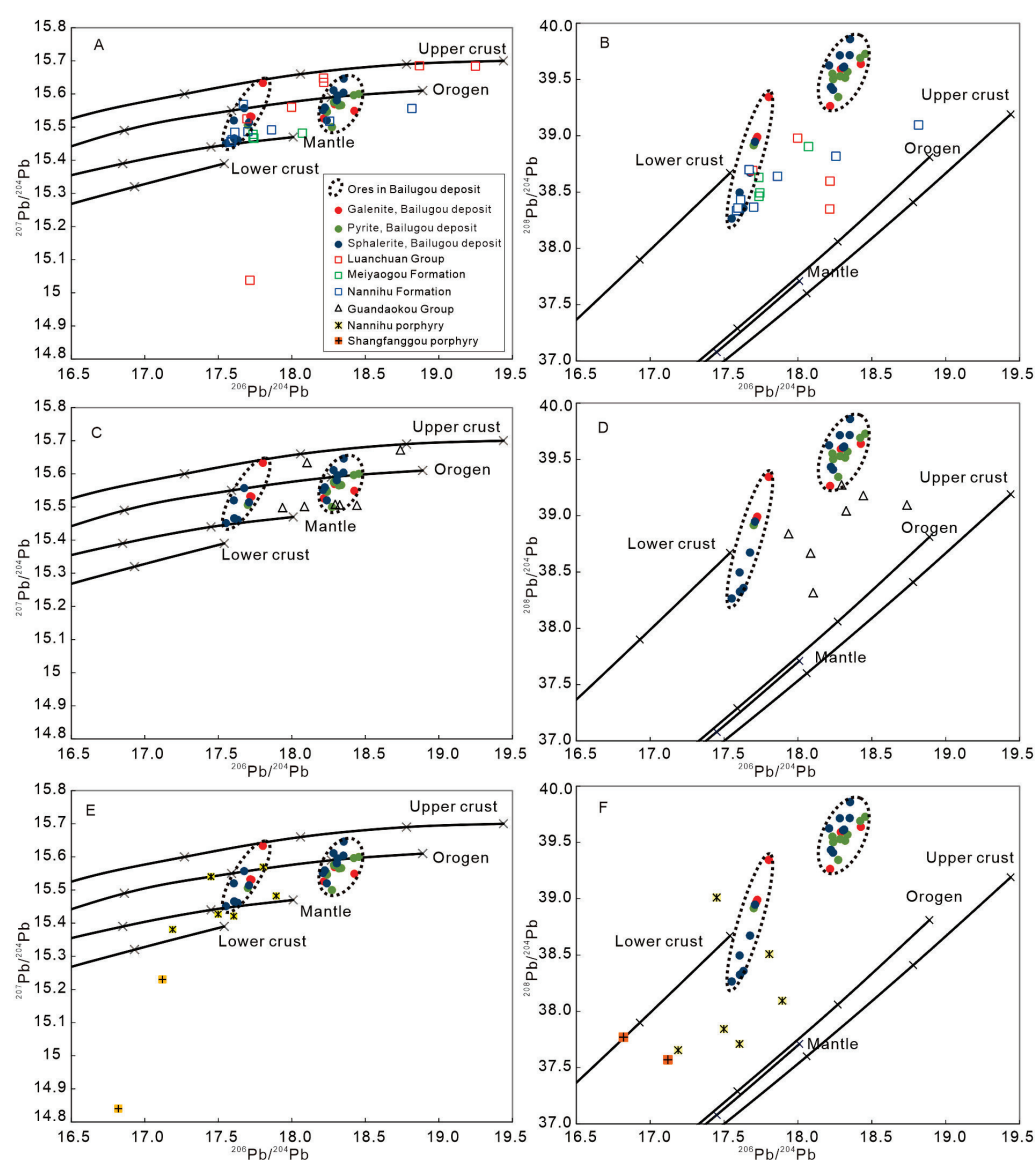 A
15.8
15.7
15.6
15.5
15.4
15.3
15.2
15.1
15
14.9
14.8
207Pb/204Pb
Upper crust
Orogen
Mantle
Lower crust
Ores in Bailugou deposit
Galenite, Bailugou deposit
Pyrite, Bailugou deposit
Sphalerite, Bailugou deposit
Luanchuan Group
Meiyaogou Formation
Nannihu Formation
Guandaokou Group
Nannihu porphyry
Shangfanggou porphyry
16.5 17.0 17.5 18.0 18.5 19.0 19.5
206Pb/204Pb
B
40.0
39.5
39.0
38.5
38.0
37.5
37.0
208Pb/204Pb
Upper crust
Orogen
Lower crust
Mantle
16.5 17.0 17.5 18.0 18.5 19.0 19.5
206Pb/204Pb
C
15.8
15.7
15.6
15.5
15.4
15.3
15.2
15.1
15
14.9
14.8
207Pb/204Pb
Upper crust
Orogen
Mantle
Lower crust
16.5 17.0 17.5 18.0 18.5 19.0 19.5
206Pb/204Pb
D
40.0
39.5
39.0
38.5
38.0
37.5
37.0
208Pb/204Pb
Upper crust
Orogen
Lower crust
Mantle
16.5 17.0 17.5 18.0 18.5 19.0 19.5
206Pb/204Pb
E
15.8
15.7
15.6
15.5
15.4
15.3
15.2
15.1
15
14.9
14.8
207Pb/204Pb
Upper crust
Orogen
Mantle
Lower crust
16.5 17.0 17.5 18.0 18.5 19.0 19.5
206Pb/204Pb
F
40.0
39.5
39.0
38.5
38.0
37.5
37.0
208Pb/204Pb
Upper crust
Orogen
Lower crust
Mantle
16.5 17.0 17.5 18.0 18.5 19.0 19.5
206Pb/204Pb